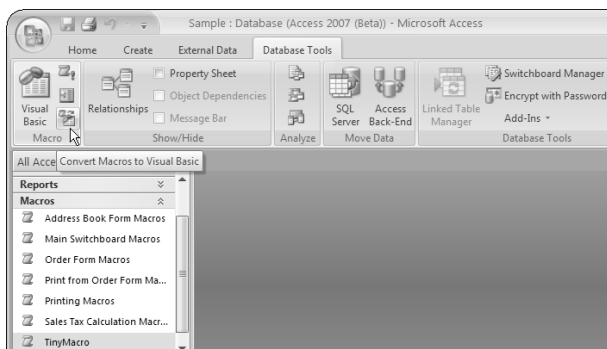 Sample : Database (Access 2007 (Beta)) - Microsoft Access
Home Create External Data Database Tools
Visual Basic
Macro
Relationships
Property Sheet
Object Dependencies
Message Bar
Show/Hide
Analyze
SQL Server
Access Back-End
Move Data
Linked Table Manager
Switchboard Manager
Encrypt with Password
Add-Ins
Database Tools
All Acce
Convert Macros to Visual Basic
Reports
Macros
Address Book Form Macros
Main Switchboard Macros
Order Form Macros
Print from Order Form Ma...
Printing Macros
Sales Tax Calculation Macr...
TinyMacro